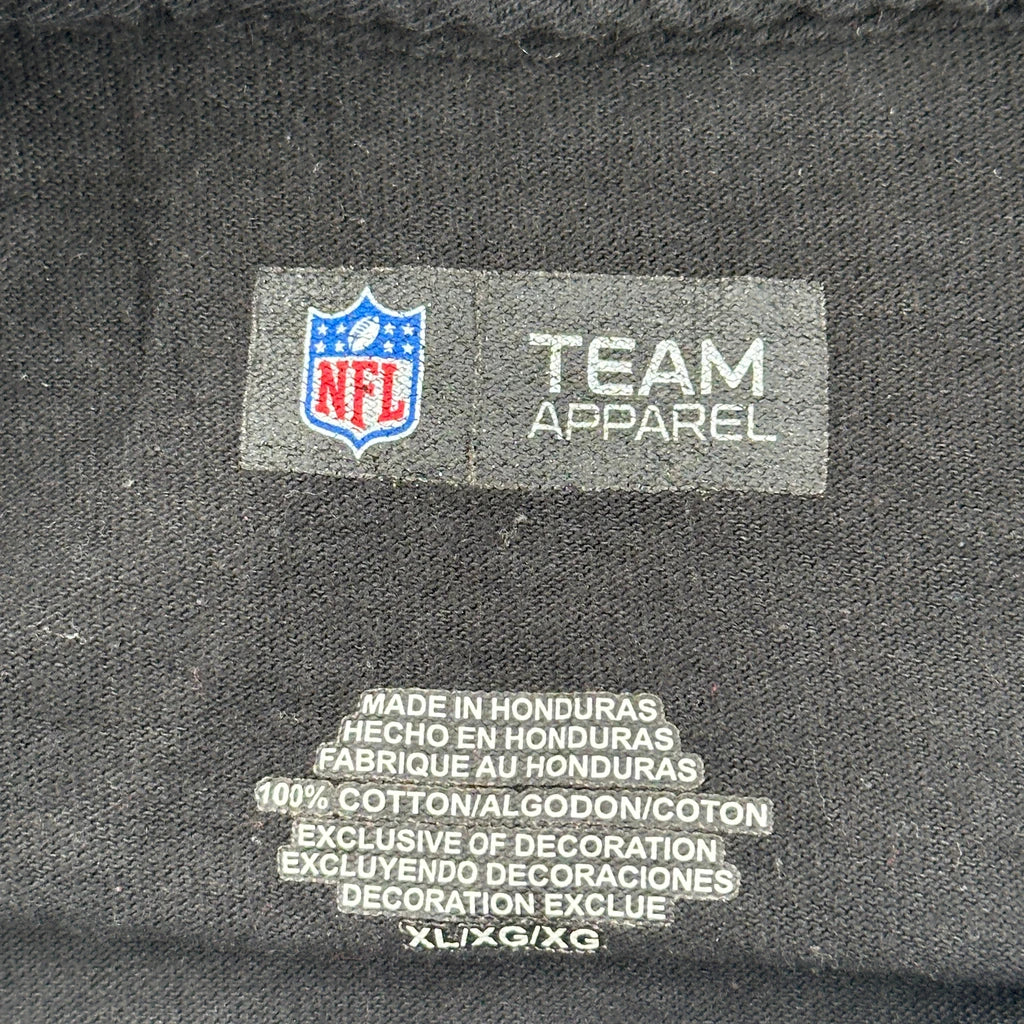 NFL
TEAM
APPAREL
MADE IN HONDURAS
HECHO EN HONDURAS
FABRIQUE AU HONDURAS
100% COTTON/ALGODON/COTON
EXCLUSIVE OF DECORATION
EXCLUYENDO DECORACIONES
DECORATION EXCLUE
XL/XG/XG